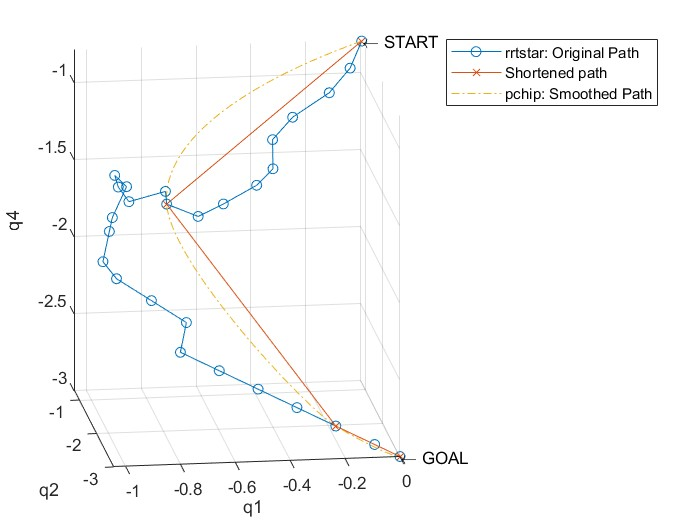 START
rrtstar: Original Path
Shortened path
pchip: Smoothed Path
-1
-1.5
-2
-2.5
-3
q4
-1
-2
-3
q2
-1
-0.8
-0.6
-0.4
-0.2
0
q1
GOAL